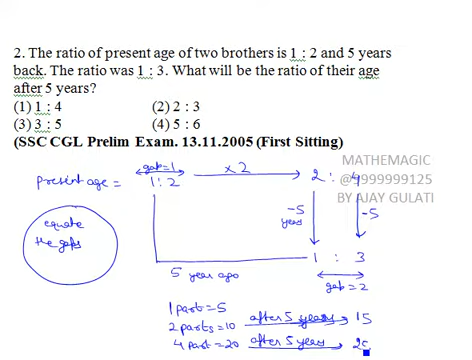 2. The ratio of present age of two brothers is 1 : 2 and 5 years
back. The ratio was 1 : 3. What will be the ratio of their age
after 5 years?
(1) 1 : 4 (2) 2 : 3
(3) 3 : 5 (4) 5 : 6
(SSC CGL Prelim Exam. 13.11.2005 (First Sitting)
MATHEMAGIC
@9999999125
BY AJAY GULATI
gap=1
×2
Present age = 1:2 2 : 4
equate
the gaps
-5
years
-5
5 year ago 1 : 3
gap=2
1 part=5
2 parts=10 after 5 years 15
4 part=20 after 5 years 25